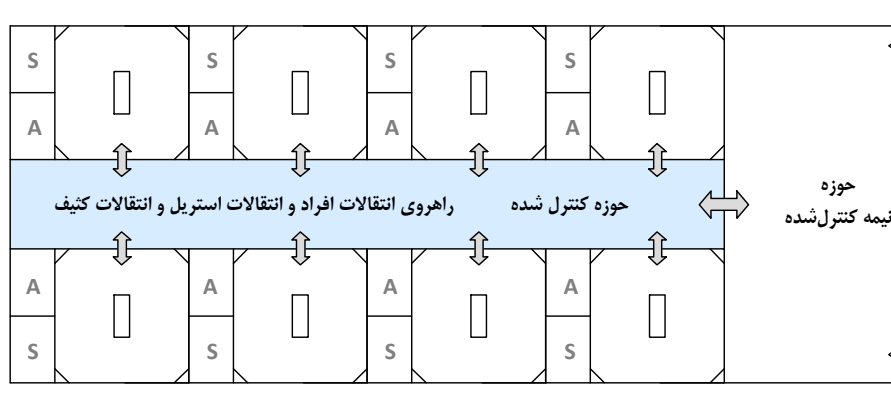 S S S S
A A A A
حوزه کنترل شده راهروی انتقالات افراد و انتقالات استریل و انتقالات کثیف
حوزه
نیمه کنترل‌شده
A A A A
S S S S